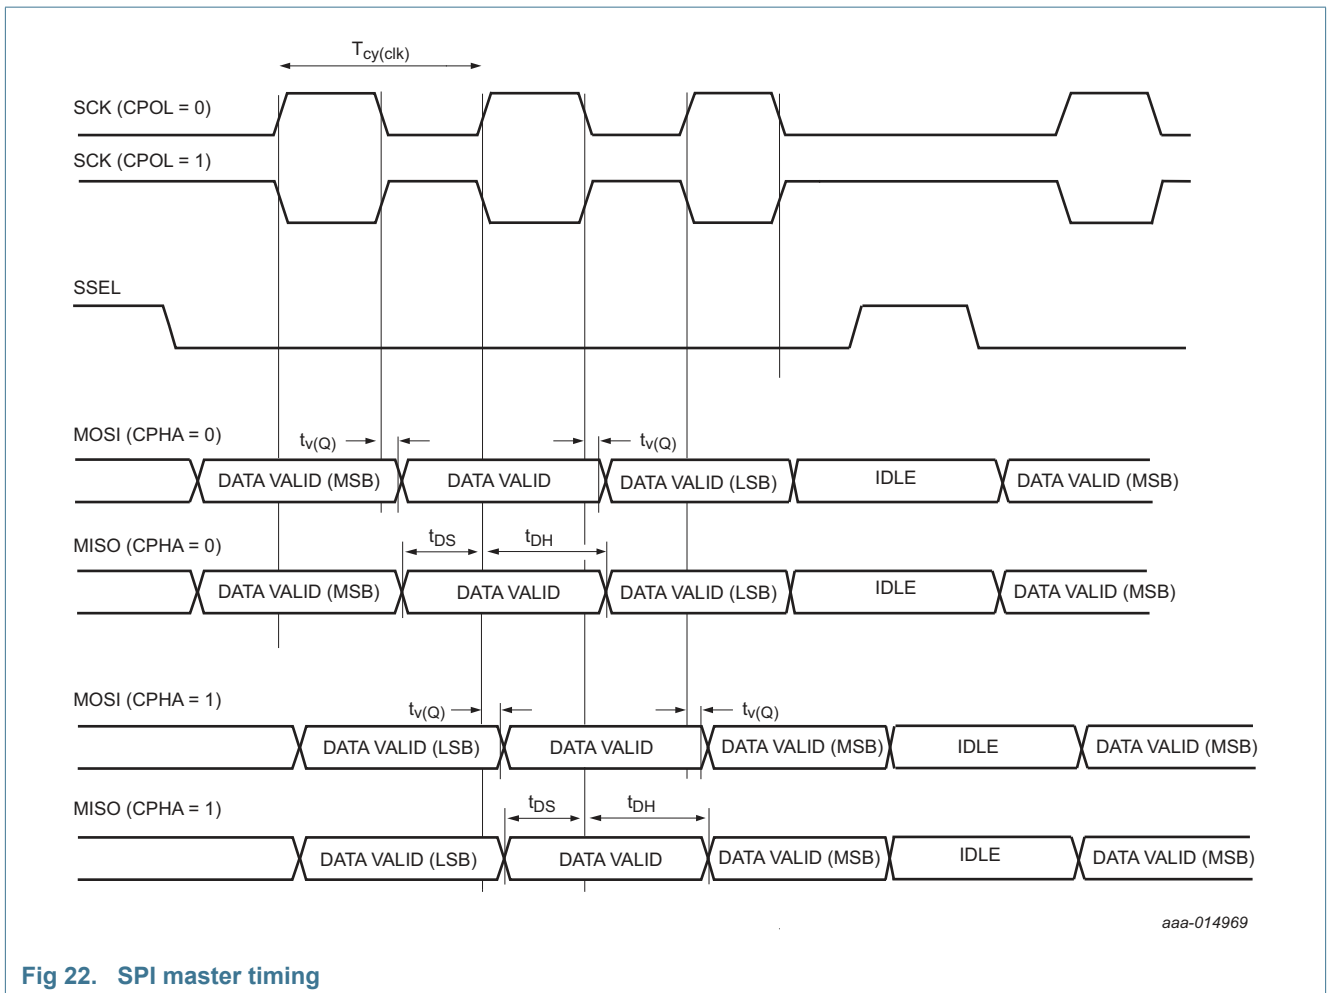 Tcy(clk)
SCK (CPOL = 0)
SCK (CPOL = 1)
SSEL
MOSI (CPHA = 0)
tv(Q)
tv(Q)
DATA VALID (MSB)
DATA VALID
DATA VALID (LSB)
IDLE
DATA VALID (MSB)
tDS
tDH
MISO (CPHA = 0)
DATA VALID (MSB)
DATA VALID
DATA VALID (LSB)
IDLE
DATA VALID (MSB)
MOSI (CPHA = 1)
tv(Q)
tv(Q)
DATA VALID (LSB)
DATA VALID
DATA VALID (MSB)
IDLE
DATA VALID (MSB)
tDS
tDH
MISO (CPHA = 1)
DATA VALID (LSB)
DATA VALID
DATA VALID (MSB)
IDLE
DATA VALID (MSB)
aaa-014969
Fig 22. SPI master timing